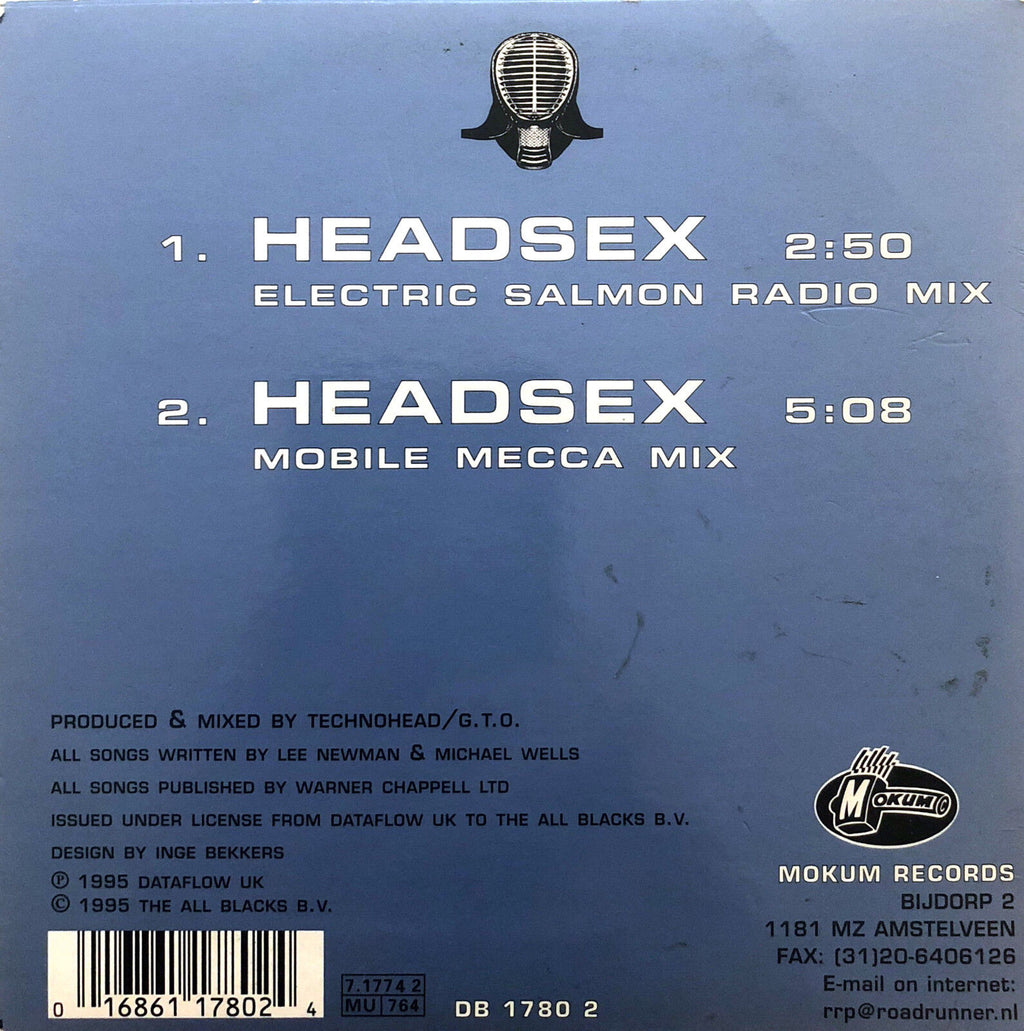 1. HEADSEX 2:50
ELECTRIC SALMON RADIO MIX
2. HEADSEX 5:08
MOBILE MECCA MIX
PRODUCED & MIXED BY TECHNOHEAD/G.T.O.
ALL SONGS WRITTEN BY LEE NEWMAN & MICHAEL WELLS
ALL SONGS PUBLISHED BY WARNER CHAPPELL LTD
ISSUED UNDER LICENSE FROM DATAFLOW UK TO THE ALL BLACKS B.V.
DESIGN BY INGE BEKKERS
℗ 1995 DATAFLOW UK
© 1995 THE ALL BLACKS B.V.
0 16861 17802 4
7.1774 2
MU 764
DB 1780 2
MOKUM ©
MOKUM RECORDS
BIJDORP 2
1181 MZ AMSTELVEEN
FAX: (31)20-6406126
E-mail on internet:
rrp@roadrunner.nl